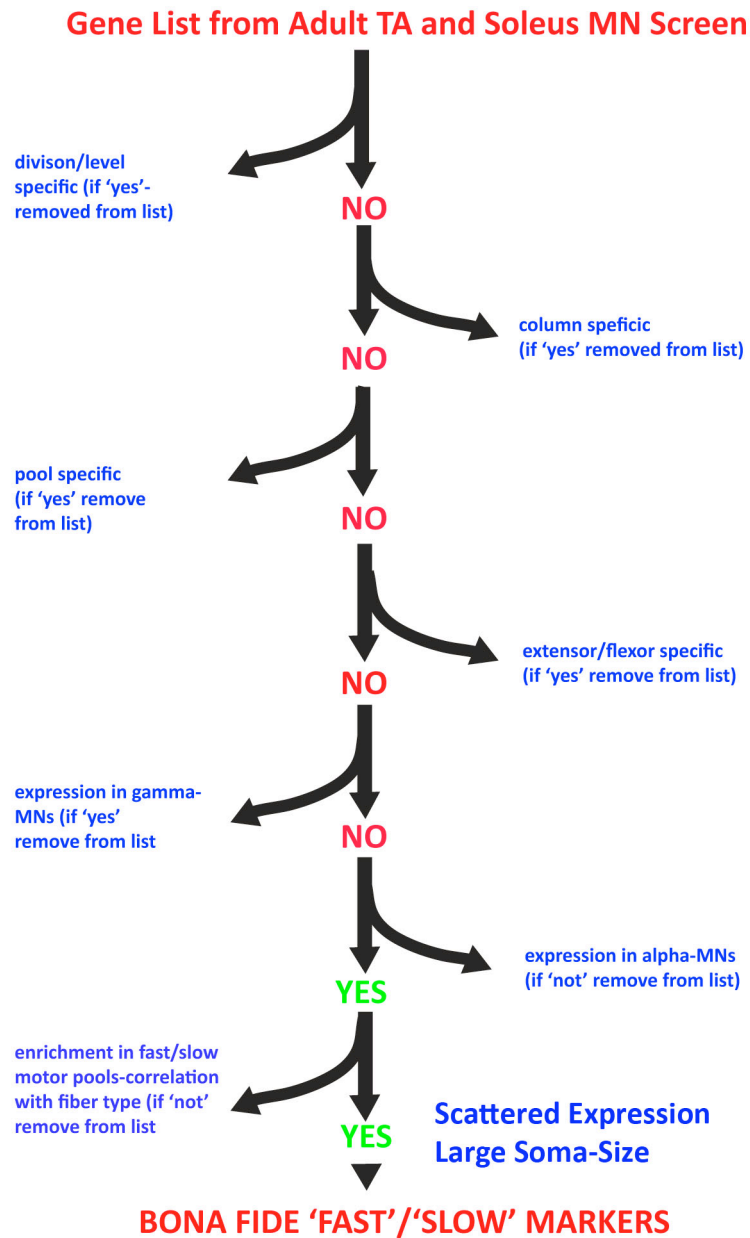 Gene List from Adult TA and Soleus MN Screen
divison/level
specific (if ‘yes’-
removed from list)
NO
column speficic
(if ‘yes’ removed from list)
NO
pool specific
(if ‘yes’ remove
from list)
NO
extensor/flexor specific
(if ‘yes’ remove from list)
NO
expression in gamma-
MNs (if ‘yes’
remove from list
NO
expression in alpha-MNs
(if ‘not’ remove from list)
YES
enrichment in fast/slow
motor pools-correlation
with fiber type (if ‘not’
remove from list
YES
Scattered Expression
Large Soma-Size
BONA FIDE ‘FAST’/‘SLOW’ MARKERS